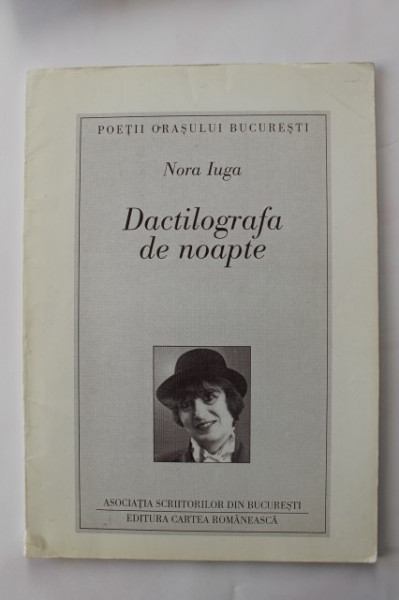 POEȚII ORAȘULUI BUCUREȘTI
Nora Iuga
Dactilografa
de noapte
ASOCIAȚIA SCRIITORILOR DIN BUCUREȘTI
EDITURA CARTEA ROMÂNEASCĂ